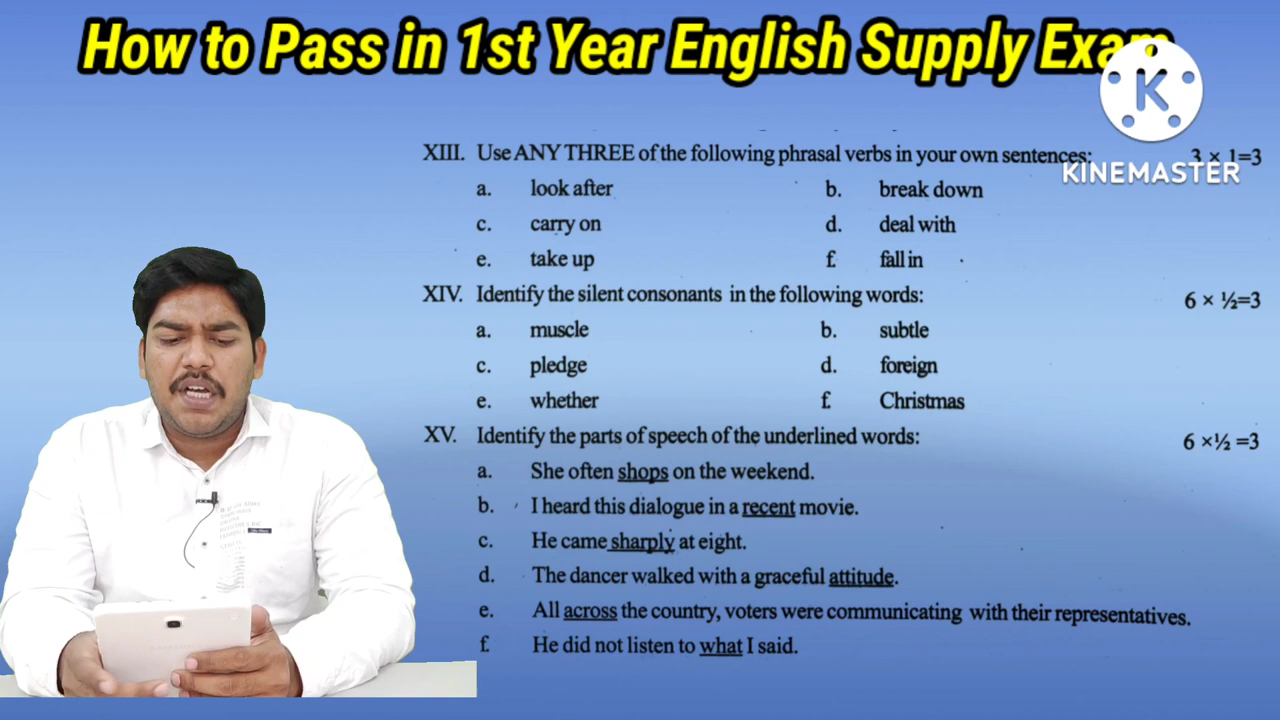 How to Pass in 1st Year English Supply Exam
K
KINEMASTER
XIII. Use ANY THREE of the following phrasal verbs in your own sentences: 3 × 1=3
a. look after b. break down
c. carry on d. deal with
e. take up f. fall in
XIV. Identify the silent consonants in the following words: 6 × ½=3
a. muscle b. subtle
c. pledge d. foreign
e. whether f. Christmas
XV. Identify the parts of speech of the underlined words: 6 ×½ =3
a. She often shops on the weekend.
b. I heard this dialogue in a recent movie.
c. He came sharply at eight.
d. The dancer walked with a graceful attitude.
e. All across the country, voters were communicating with their representatives.
f. He did not listen to what I said.